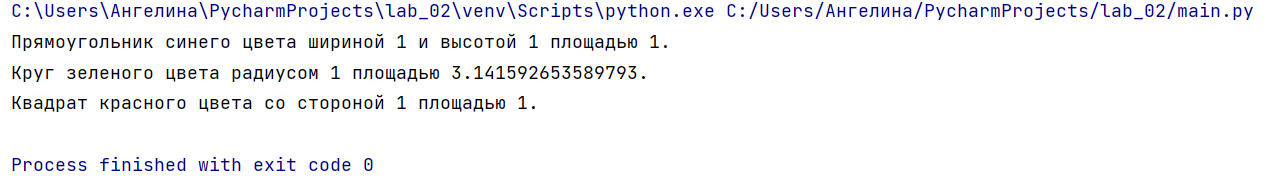 C:\Users\Ангелина\PycharmProjects\lab_02\venv\Scripts\python.exe C:/Users/Ангелина/PycharmProjects/lab_02/main.py
Прямоугольник синего цвета шириной 1 и высотой 1 площадью 1.
Круг зеленого цвета радиусом 1 площадью 3.141592653589793.
Квадрат красного цвета со стороной 1 площадью 1.
Process finished with exit code 0